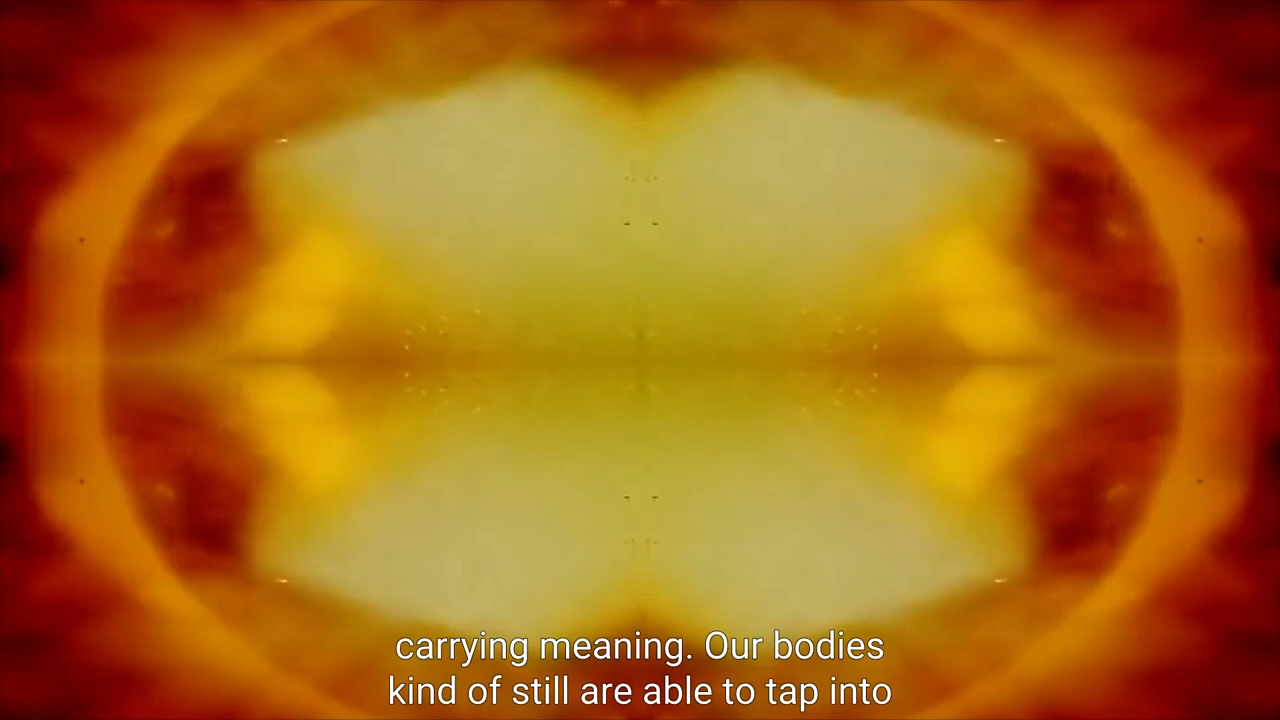 carrying meaning. Our bodies
kind of still are able to tap into